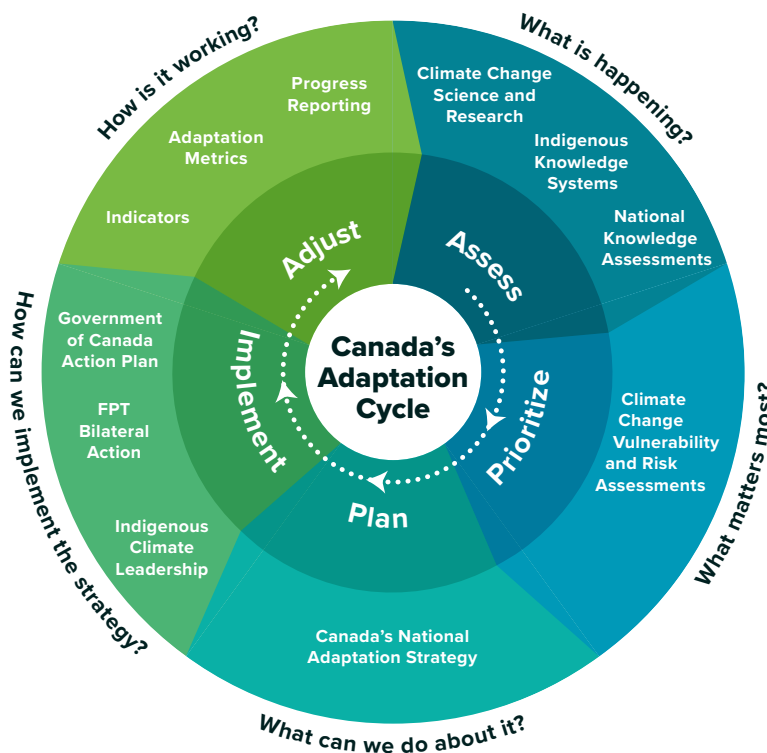 Canada's
Adaptation
Cycle
What is happening?
Assess
Climate Change
Science and
Research
Indigenous
Knowledge
Systems
National
Knowledge
Assessments
What matters most?
Prioritize
Climate
Change
Vulnerability
and Risk
Assessments
What can we do about it?
Plan
Canada's National
Adaptation Strategy
How can we implement the strategy?
Implement
Government
of Canada
Action Plan
FPT
Bilateral
Action
Indigenous
Climate
Leadership
How is it working?
Adjust
Progress
Reporting
Adaptation
Metrics
Indicators